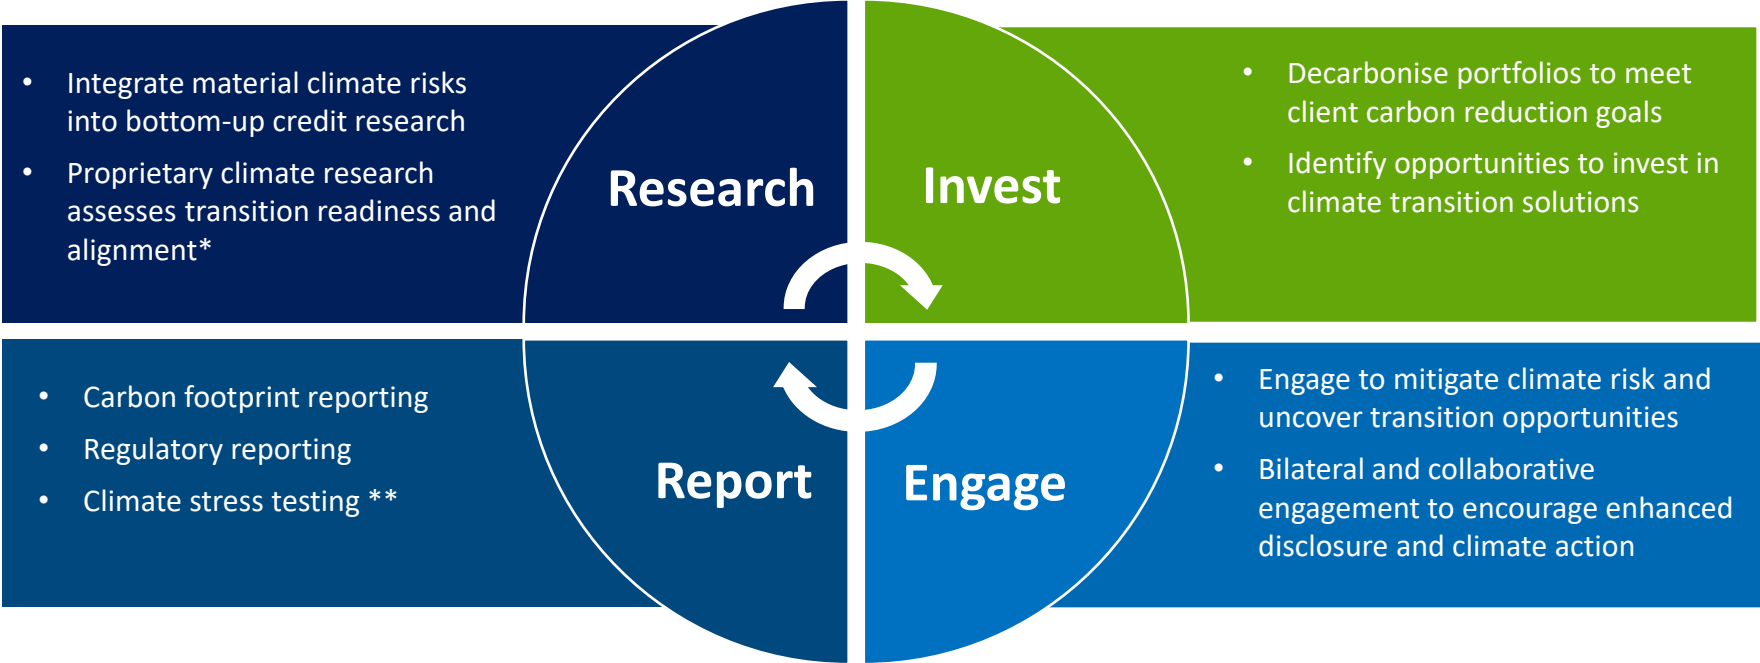 • Integrate material climate risks
into bottom-up credit research
• Proprietary climate research
assesses transition readiness and
alignment*
Research
Invest
• Decarbonise portfolios to meet
client carbon reduction goals
• Identify opportunities to invest in
climate transition solutions
• Carbon footprint reporting
• Regulatory reporting
• Climate stress testing **
Report
Engage
• Engage to mitigate climate risk and
uncover transition opportunities
• Bilateral and collaborative
engagement to encourage enhanced
disclosure and climate action